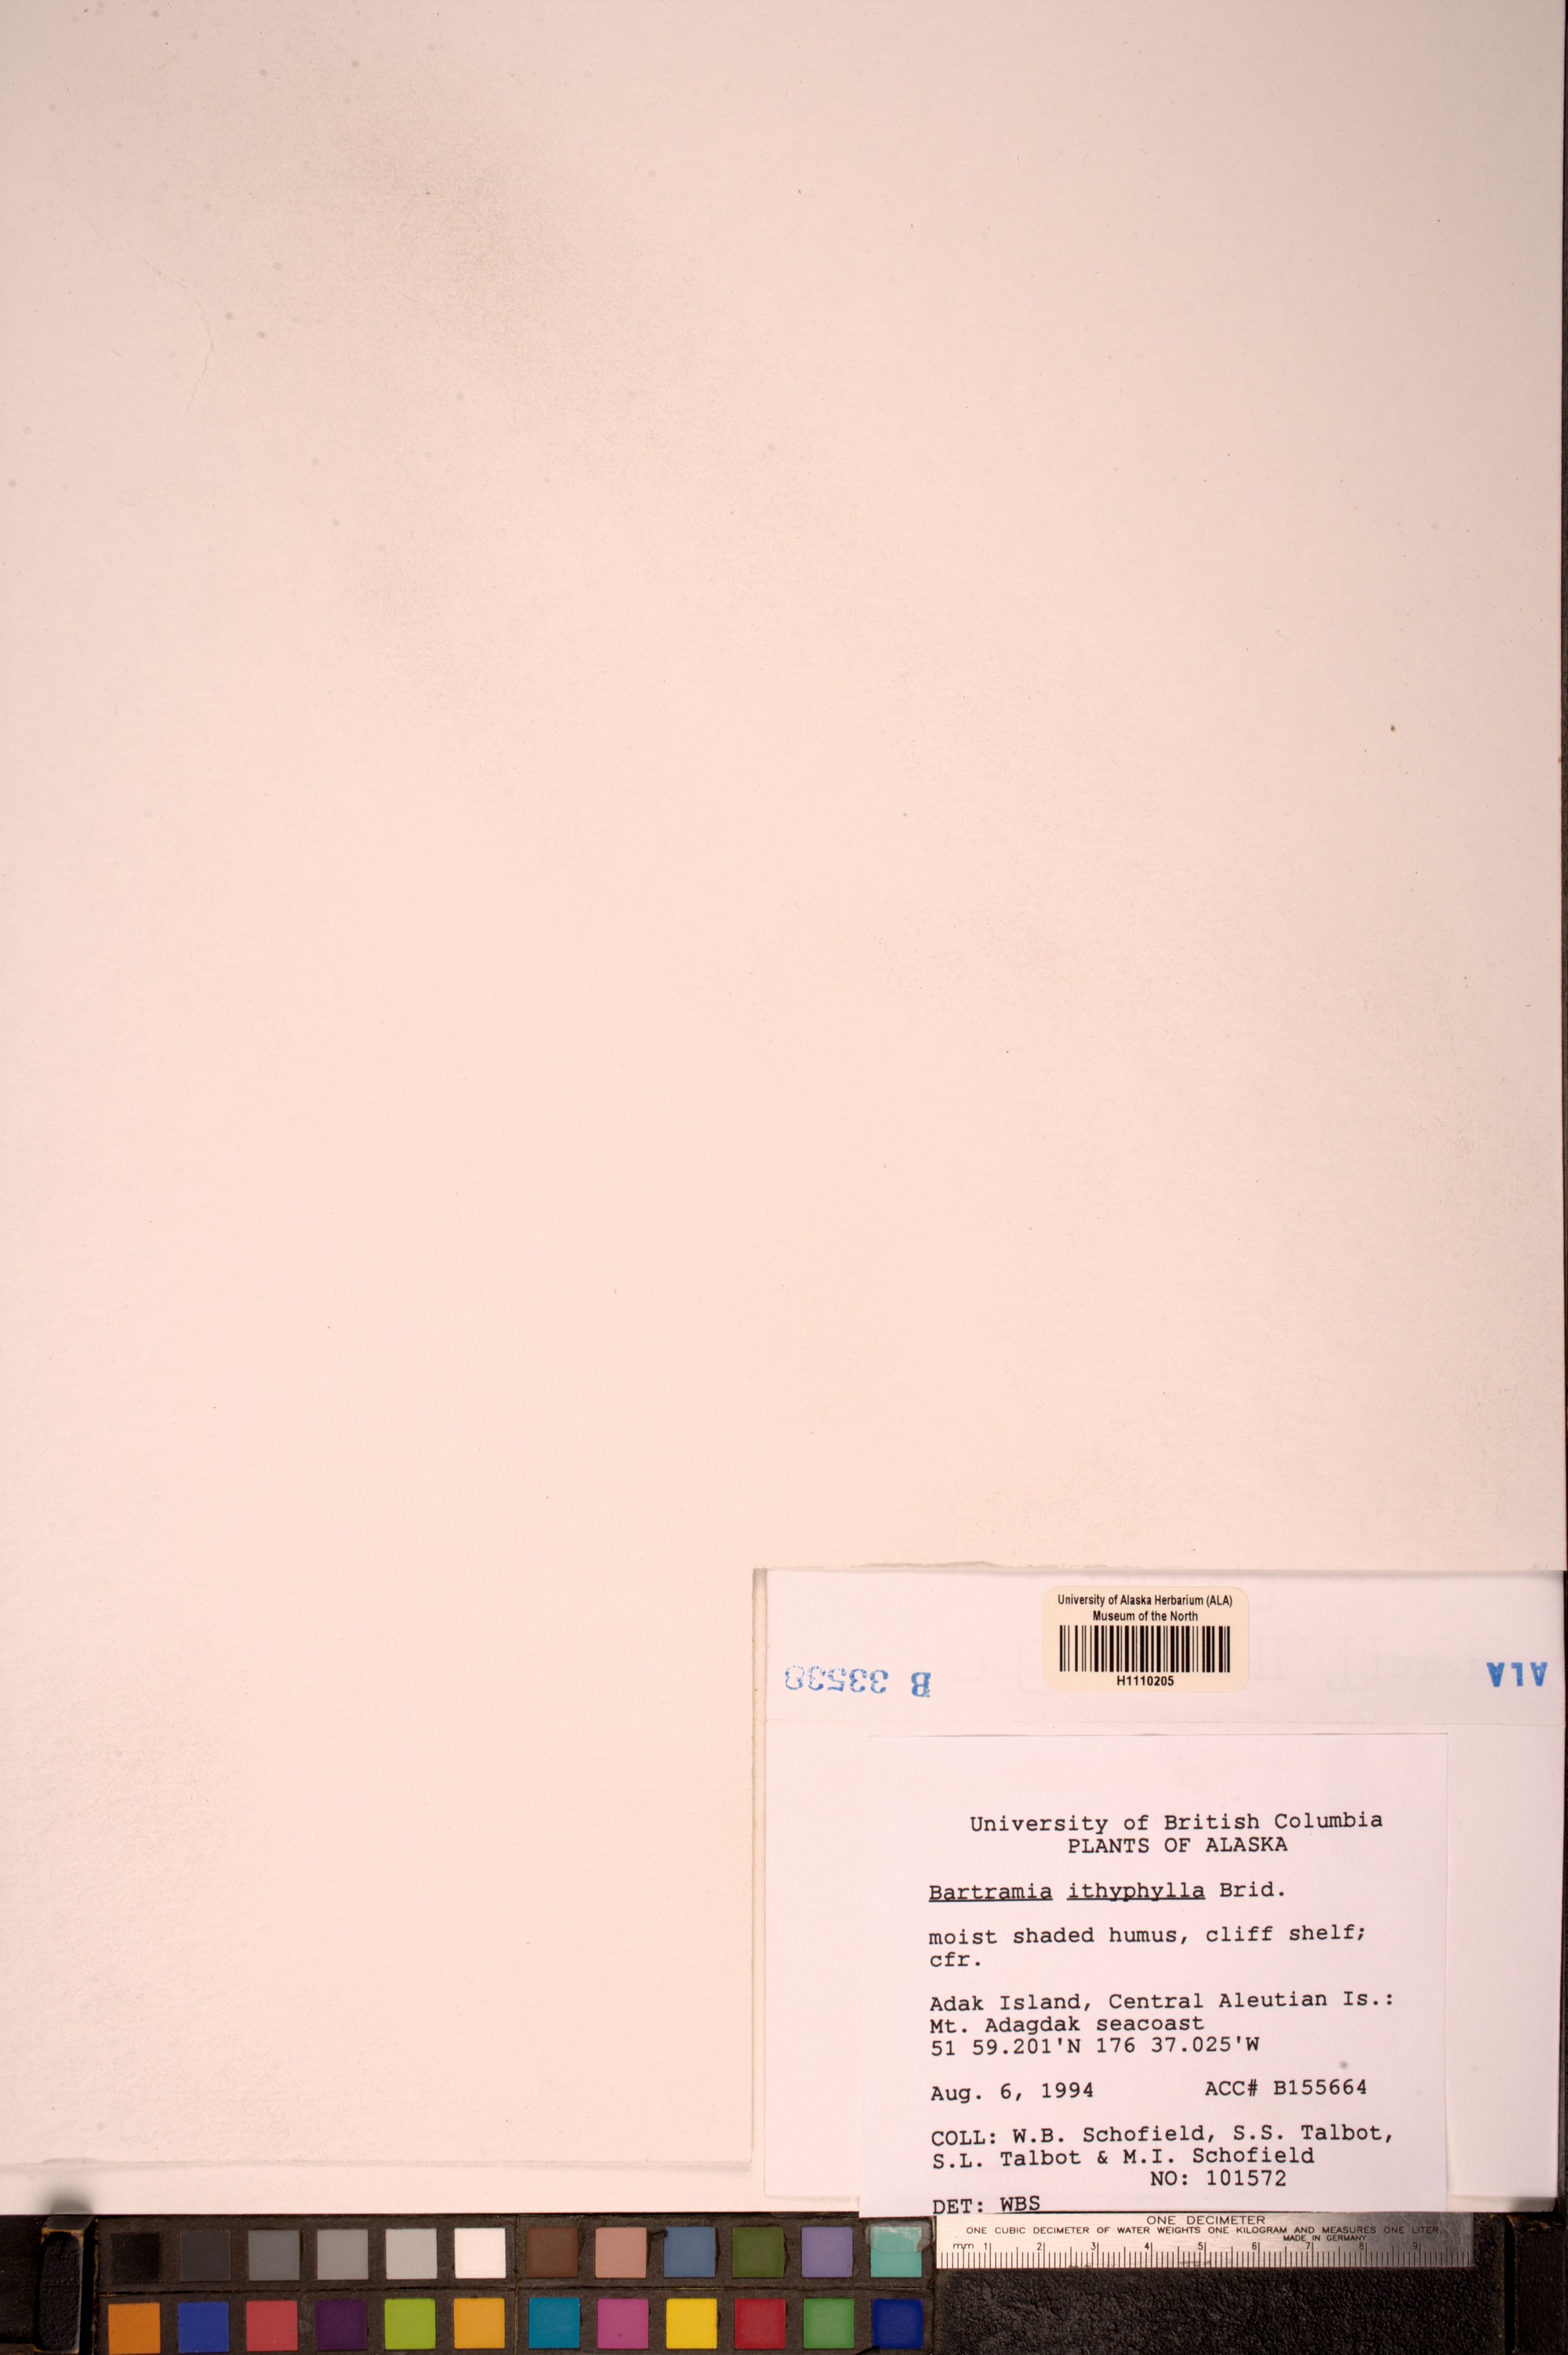 University of Alaska Herbarium (ALA)
Museum of the North
H1110205
B 33538
ALA
University of British Columbia
PLANTS OF ALASKA
Bartramia ithyphylla Brid.
moist shaded humus, cliff shelf;
cfr.
Adak Island, Central Aleutian Is.:
Mt. Adagdak seacoast
51 59.201'N 176 37.025'W
Aug. 6, 1994 ACC# B155664
COLL: W.B. Schofield, S.S. Talbot,
S.L. Talbot & M.I. Schofield
NO: 101572
DET: WBS
ONE DECIMETER
ONE CUBIC DECIMETER OF WATER WEIGHTS ONE KILOGRAM AND MEASURES ONE LITER.
MADE IN GERMANY
mm 1 2 3 4 5 6 7 8 9